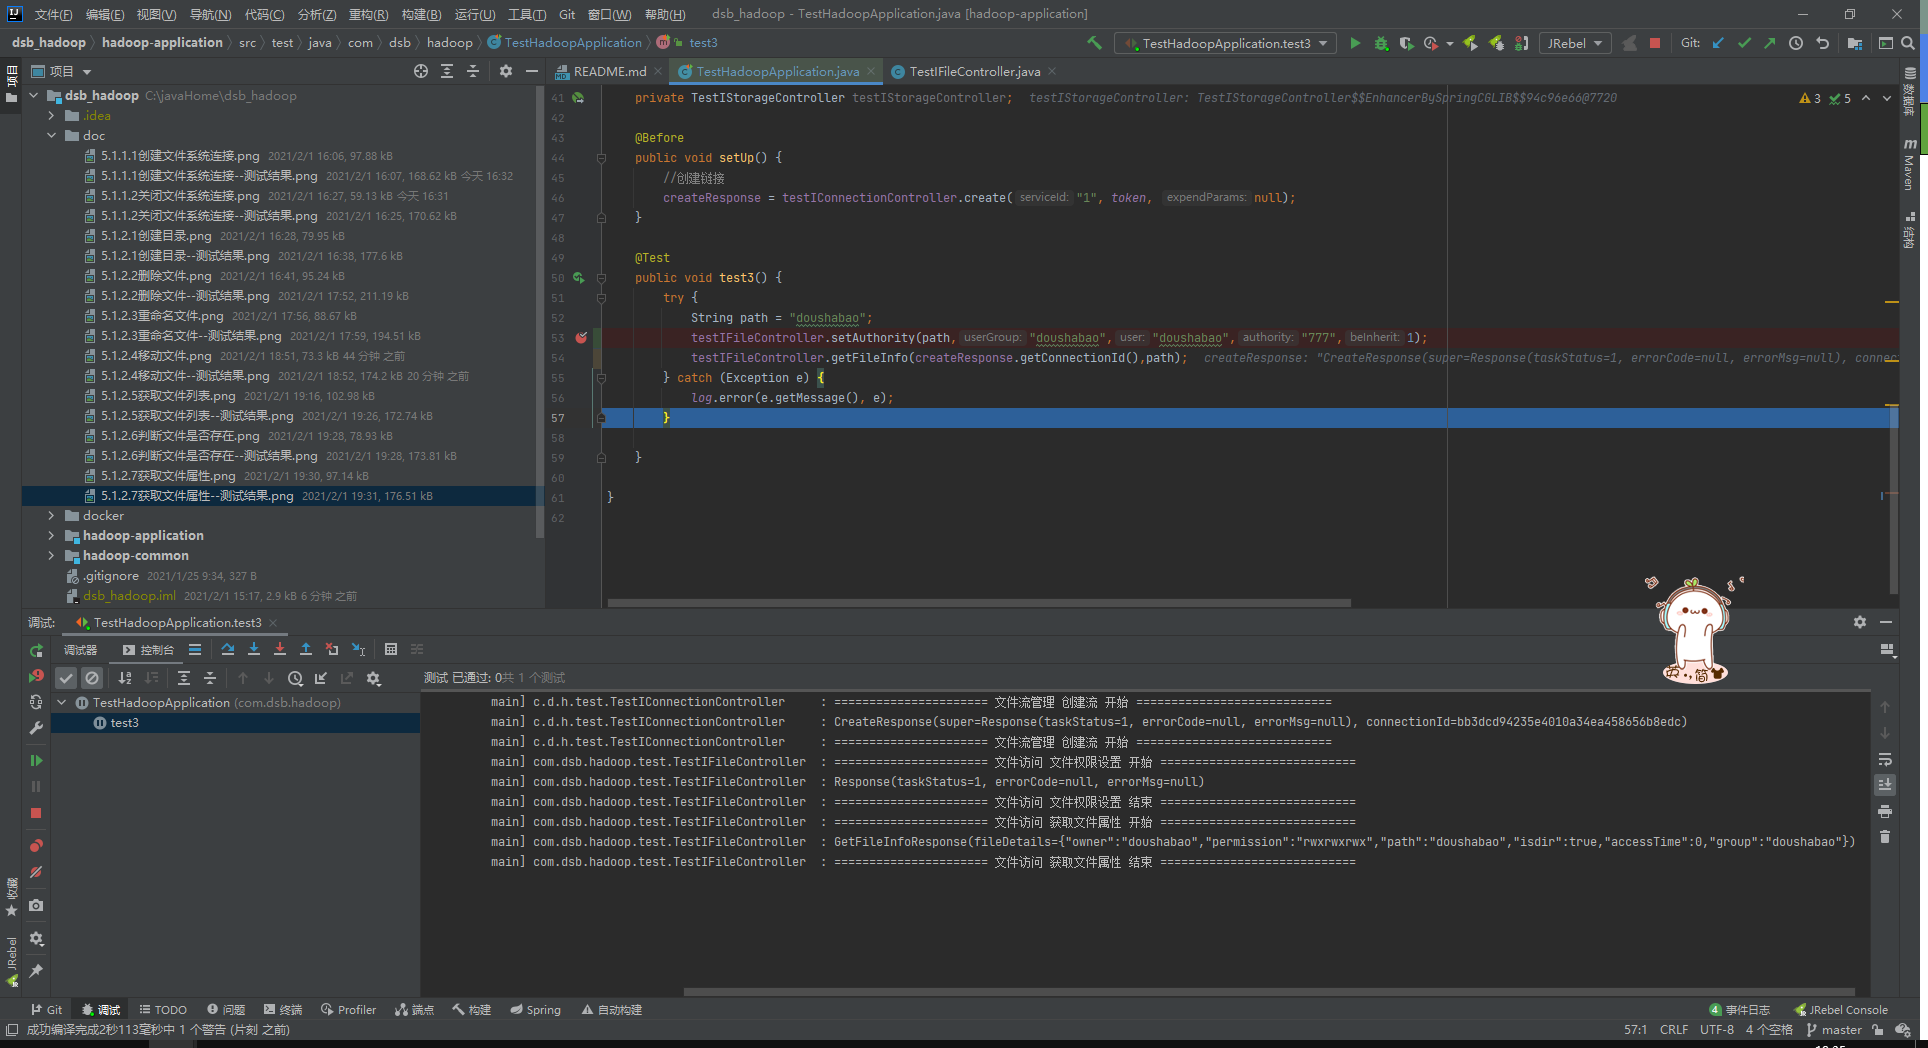 文件(F) 编辑(E) 视图(V) 导航(N) 代码(C) 分析(Z) 重构(R) 构建(B) 运行(U) 工具(T) Git 窗口(W) 帮助(H) dsb_hadoop - TestHadoopApplication.java [hadoop-application]
dsb_hadoop hadoop-application src test java com dsb hadoop TestHadoopApplication test3 TestHadoopApplication.test3 JRebel Git:
项目 README.md TestHadoopApplication.java TestIFileController.java
项目
dsb_hadoop C:\javaHome\dsb_hadoop
.idea
doc
5.1.1.1创建文件系统连接.png 2021/2/1 16:06, 97.88 kB
5.1.1.1创建文件系统连接--测试结果.png 2021/2/1 16:07, 168.62 kB 今天 16:32
5.1.1.2关闭文件系统连接.png 2021/2/1 16:27, 59.13 kB 今天 16:31
5.1.1.2关闭文件系统连接--测试结果.png 2021/2/1 16:25, 170.62 kB
5.1.2.1创建目录.png 2021/2/1 16:28, 79.95 kB
5.1.2.1创建目录--测试结果.png 2021/2/1 16:38, 177.6 kB
5.1.2.2删除文件.png 2021/2/1 16:41, 95.24 kB
5.1.2.2删除文件--测试结果.png 2021/2/1 17:52, 211.19 kB
5.1.2.3重命名文件.png 2021/2/1 17:56, 88.67 kB
5.1.2.3重命名文件--测试结果.png 2021/2/1 17:59, 194.51 kB
5.1.2.4移动文件.png 2021/2/1 18:51, 73.3 kB 44 分钟 之前
5.1.2.4移动文件--测试结果.png 2021/2/1 18:52, 174.2 kB 20 分钟 之前
5.1.2.5获取文件列表.png 2021/2/1 19:16, 102.98 kB
5.1.2.5获取文件列表--测试结果.png 2021/2/1 19:26, 172.74 kB
5.1.2.6判断文件是否存在.png 2021/2/1 19:28, 78.93 kB
5.1.2.6判断文件是否存在--测试结果.png 2021/2/1 19:28, 173.81 kB
5.1.2.7获取文件属性.png 2021/2/1 19:30, 97.14 kB
5.1.2.7获取文件属性--测试结果.png 2021/2/1 19:31, 176.51 kB
docker
hadoop-application
hadoop-common
.gitignore 2021/1/25 9:34, 327 B
dsb_hadoop.iml 2021/2/1 15:17, 2.9 kB 6 分钟 之前
41 private TestIStorageController testIStorageController; testIStorageController: TestIStorageController$$EnhancerBySpringCGLIB$$94c96e66@7720 3 5
42
43 @Before
44 public void setUp() {
45 //创建链接
46 createResponse = testIConnectionController.create( serviceId: "1", token, expendParams: null);
47 }
48
49 @Test
50 public void test3() {
51 try {
52 String path = "doushabao";
53 testIFileController.setAuthority(path, userGroup: "doushabao", user: "doushabao", authority: "777", beInherit: 1);
54 testIFileController.getFileInfo(createResponse.getConnectionId(),path); createResponse: "CreateResponse(super=Response(taskStatus=1, errorCode=null, errorMsg=null), connec
55 } catch (Exception e) {
56 log.error(e.getMessage(), e);
57 }
58
59 }
60
61 }
62
数据库
Maven
结构
调试: TestHadoopApplication.test3
调试器 控制台
测试 已通过: 0共 1 个测试
TestHadoopApplication (com.dsb.hadoop)
test3
main] c.d.h.test.TestIConnectionController : ====================== 文件流管理 创建流 开始 ============================
main] c.d.h.test.TestIConnectionController : CreateResponse(super=Response(taskStatus=1, errorCode=null, errorMsg=null), connectionId=bb3dcd94235e4010a34ea458656b8edc)
main] c.d.h.test.TestIConnectionController : ====================== 文件流管理 创建流 开始 ============================
main] com.dsb.hadoop.test.TestIFileController : ====================== 文件访问 文件权限设置 开始 ============================
main] com.dsb.hadoop.test.TestIFileController : Response(taskStatus=1, errorCode=null, errorMsg=null)
main] com.dsb.hadoop.test.TestIFileController : ====================== 文件访问 文件权限设置 结束 ============================
main] com.dsb.hadoop.test.TestIFileController : ====================== 文件访问 获取文件属性 开始 ============================
main] com.dsb.hadoop.test.TestIFileController : GetFileInfoResponse(fileDetails={"owner":"doushabao","permission":"rwxrwxrwx","path":"doushabao","isdir":true,"accessTime":0,"group":"doushabao"})
main] com.dsb.hadoop.test.TestIFileController : ====================== 文件访问 获取文件属性 结束 ============================
收藏
JRebel
Git 调试 TODO 问题 终端 Profiler 端点 构建 Spring 自动构建 4 事件日志 JRebel Console
成功编译完成2秒113毫秒中 1 个警告 (片刻 之前) 57:1 CRLF UTF-8 4 个空格 master